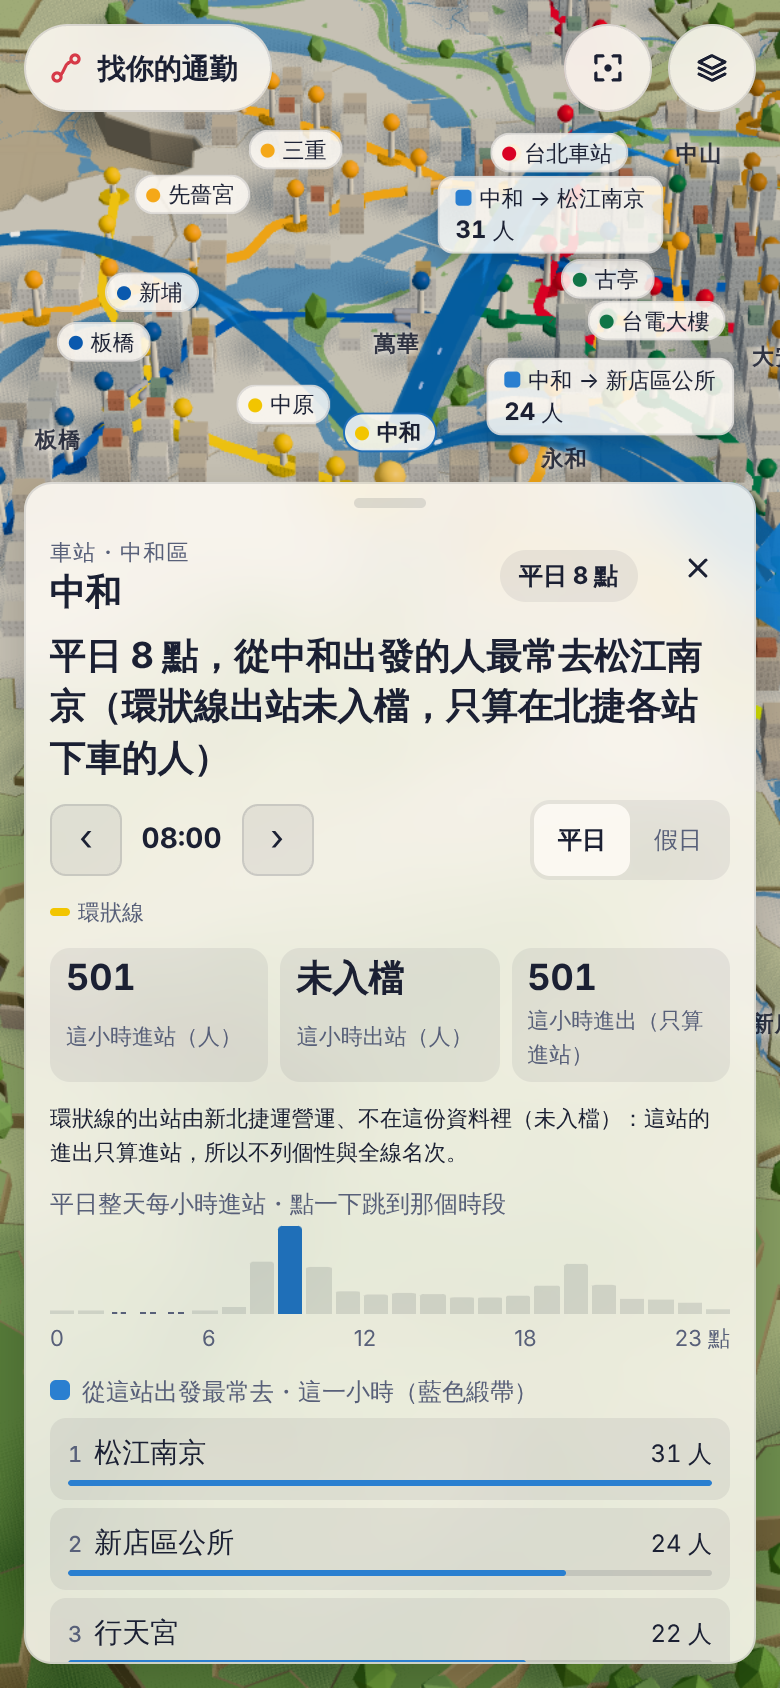 找你的通勤
三重
台北車站
中山
先嗇宮
中和 → 松江南京
31 人
新埔
古亭
台電大樓
板橋
萬華
中和 → 新店區公所
24 人
中原
中和
板橋
永和
車站・中和區
中和
平日 8 點
平日 8 點，從中和出發的人最常去松江南
京（環狀線出站未入檔，只算在北捷各站
下車的人）
‹ 08:00 ›
平日 假日
環狀線
501
這小時進站（人）
未入檔
這小時出站（人）
501
這小時進出（只算
進站）
環狀線的出站由新北捷運營運、不在這份資料裡（未入檔）：這站的
進出只算進站，所以不列個性與全線名次。
平日整天每小時進站・點一下跳到那個時段
0 6 12 18 23 點
從這站出發最常去・這一小時（藍色緞帶）
1 松江南京 31 人
2 新店區公所 24 人
3 行天宮 22 人